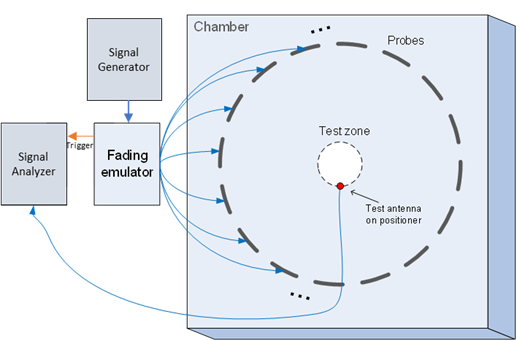 Chamber
Probes
Signal
Generator
Test zone
Trigger
Signal
Analyzer
Fading
emulator
Test antenna
on positioner